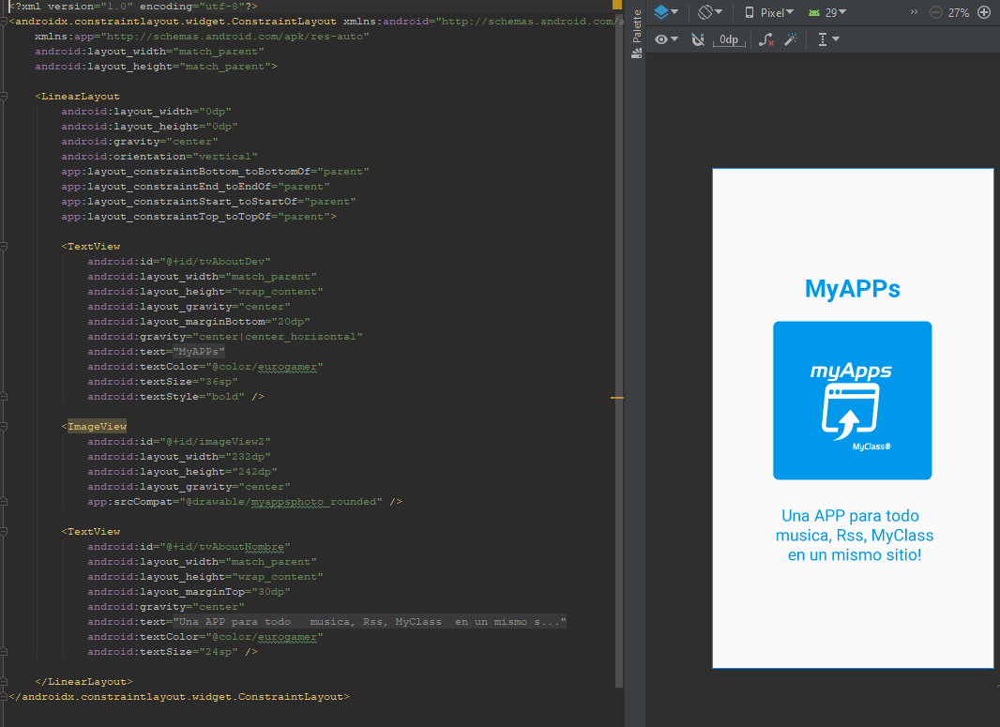 <?xml version="1.0" encoding="utf-8"?>
<androidx.constraintlayout.widget.ConstraintLayout xmlns:android="http://schemas.android.com/a
xmlns:app="http://schemas.android.com/apk/res-auto"
android:layout_width="match_parent"
android:layout_height="match_parent">
<LinearLayout
android:layout_width="0dp"
android:layout_height="0dp"
android:gravity="center"
android:orientation="vertical"
app:layout_constraintBottom_toBottomOf="parent"
app:layout_constraintEnd_toEndOf="parent"
app:layout_constraintStart_toStartOf="parent"
app:layout_constraintTop_toTopOf="parent">
<TextView
android:id="@+id/tvAboutDev"
android:layout_width="match_parent"
android:layout_height="wrap_content"
android:layout_gravity="center"
android:layout_marginBottom="20dp"
android:gravity="center|center_horizontal"
android:text="MyAPPs"
android:textColor="@color/eurogamer"
android:textSize="36sp"
android:textStyle="bold" />
<ImageView
android:id="@+id/imageView2"
android:layout_width="232dp"
android:layout_height="242dp"
android:layout_gravity="center"
app:srcCompat="@drawable/myappsphoto_rounded" />
<TextView
android:id="@+id/tvAboutNombre"
android:layout_width="match_parent"
android:layout_height="wrap_content"
android:layout_marginTop="30dp"
android:gravity="center"
android:text="Una APP para todo   musica, Rss, MyClass  en un mismo s..."
android:textColor="@color/eurogamer"
android:textSize="24sp" />
</LinearLayout>
</androidx.constraintlayout.widget.ConstraintLayout>
Palette
Pixel 29 » 27%
0dp
MyAPPs
myApps
MyClass®
Una APP para todo
musica, Rss, MyClass
en un mismo sitio!